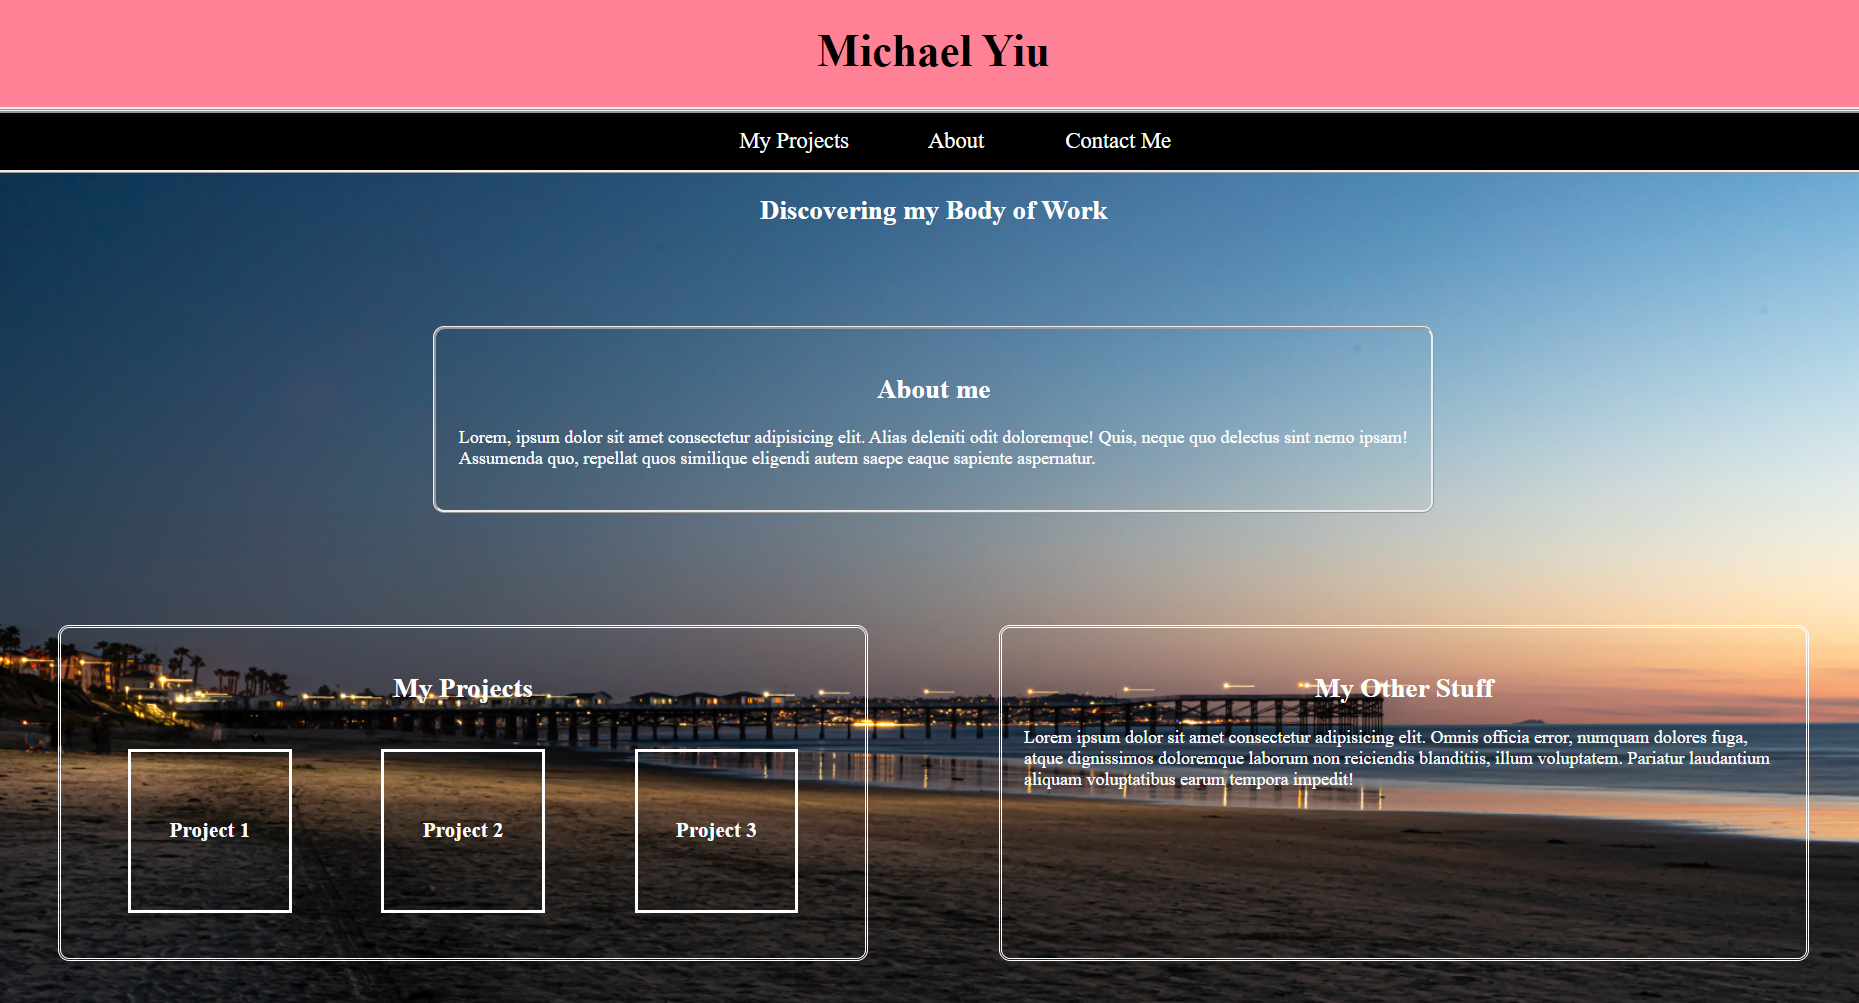 Michael Yiu
My Projects About Contact Me
Discovering my Body of Work
About me
Lorem, ipsum dolor sit amet consectetur adipisicing elit. Alias deleniti odit doloremque! Quis, neque quo delectus sint nemo ipsam!
Assumenda quo, repellat quos similique eligendi autem saepe eaque sapiente aspernatur.
My Projects
Project 1
Project 2
Project 3
My Other Stuff
Lorem ipsum dolor sit amet consectetur adipisicing elit. Omnis officia error, numquam dolores fuga,
atque dignissimos doloremque laborum non reiciendis blanditiis, illum voluptatem. Pariatur laudantium
aliquam voluptatibus earum tempora impedit!